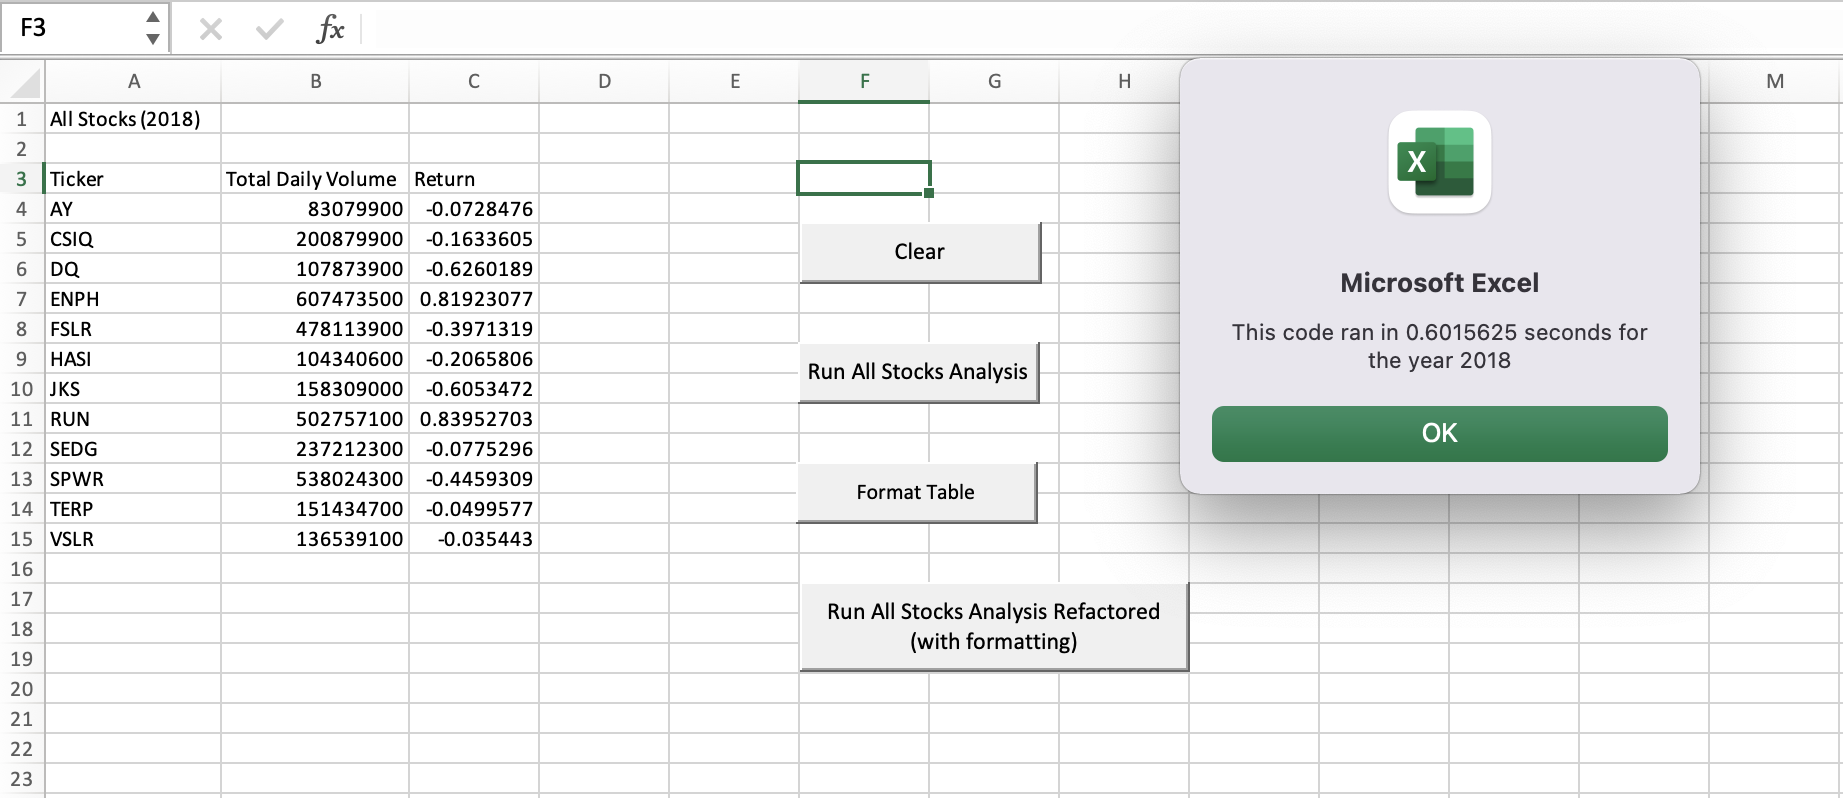 F3
fx
A B C D E F G H M
1 All Stocks (2018)
2
3 Ticker Total Daily Volume Return
4 AY 83079900 -0.0728476
5 CSIQ 200879900 -0.1633605
6 DQ 107873900 -0.6260189
7 ENPH 607473500 0.81923077
8 FSLR 478113900 -0.3971319
9 HASI 104340600 -0.2065806
10 JKS 158309000 -0.6053472
11 RUN 502757100 0.83952703
12 SEDG 237212300 -0.0775296
13 SPWR 538024300 -0.4459309
14 TERP 151434700 -0.0499577
15 VSLR 136539100 -0.035443
16
17
18
19
20
21
22
23
Clear
Run All Stocks Analysis
Format Table
Run All Stocks Analysis Refactored
(with formatting)
X
Microsoft Excel
This code ran in 0.6015625 seconds for
the year 2018
OK